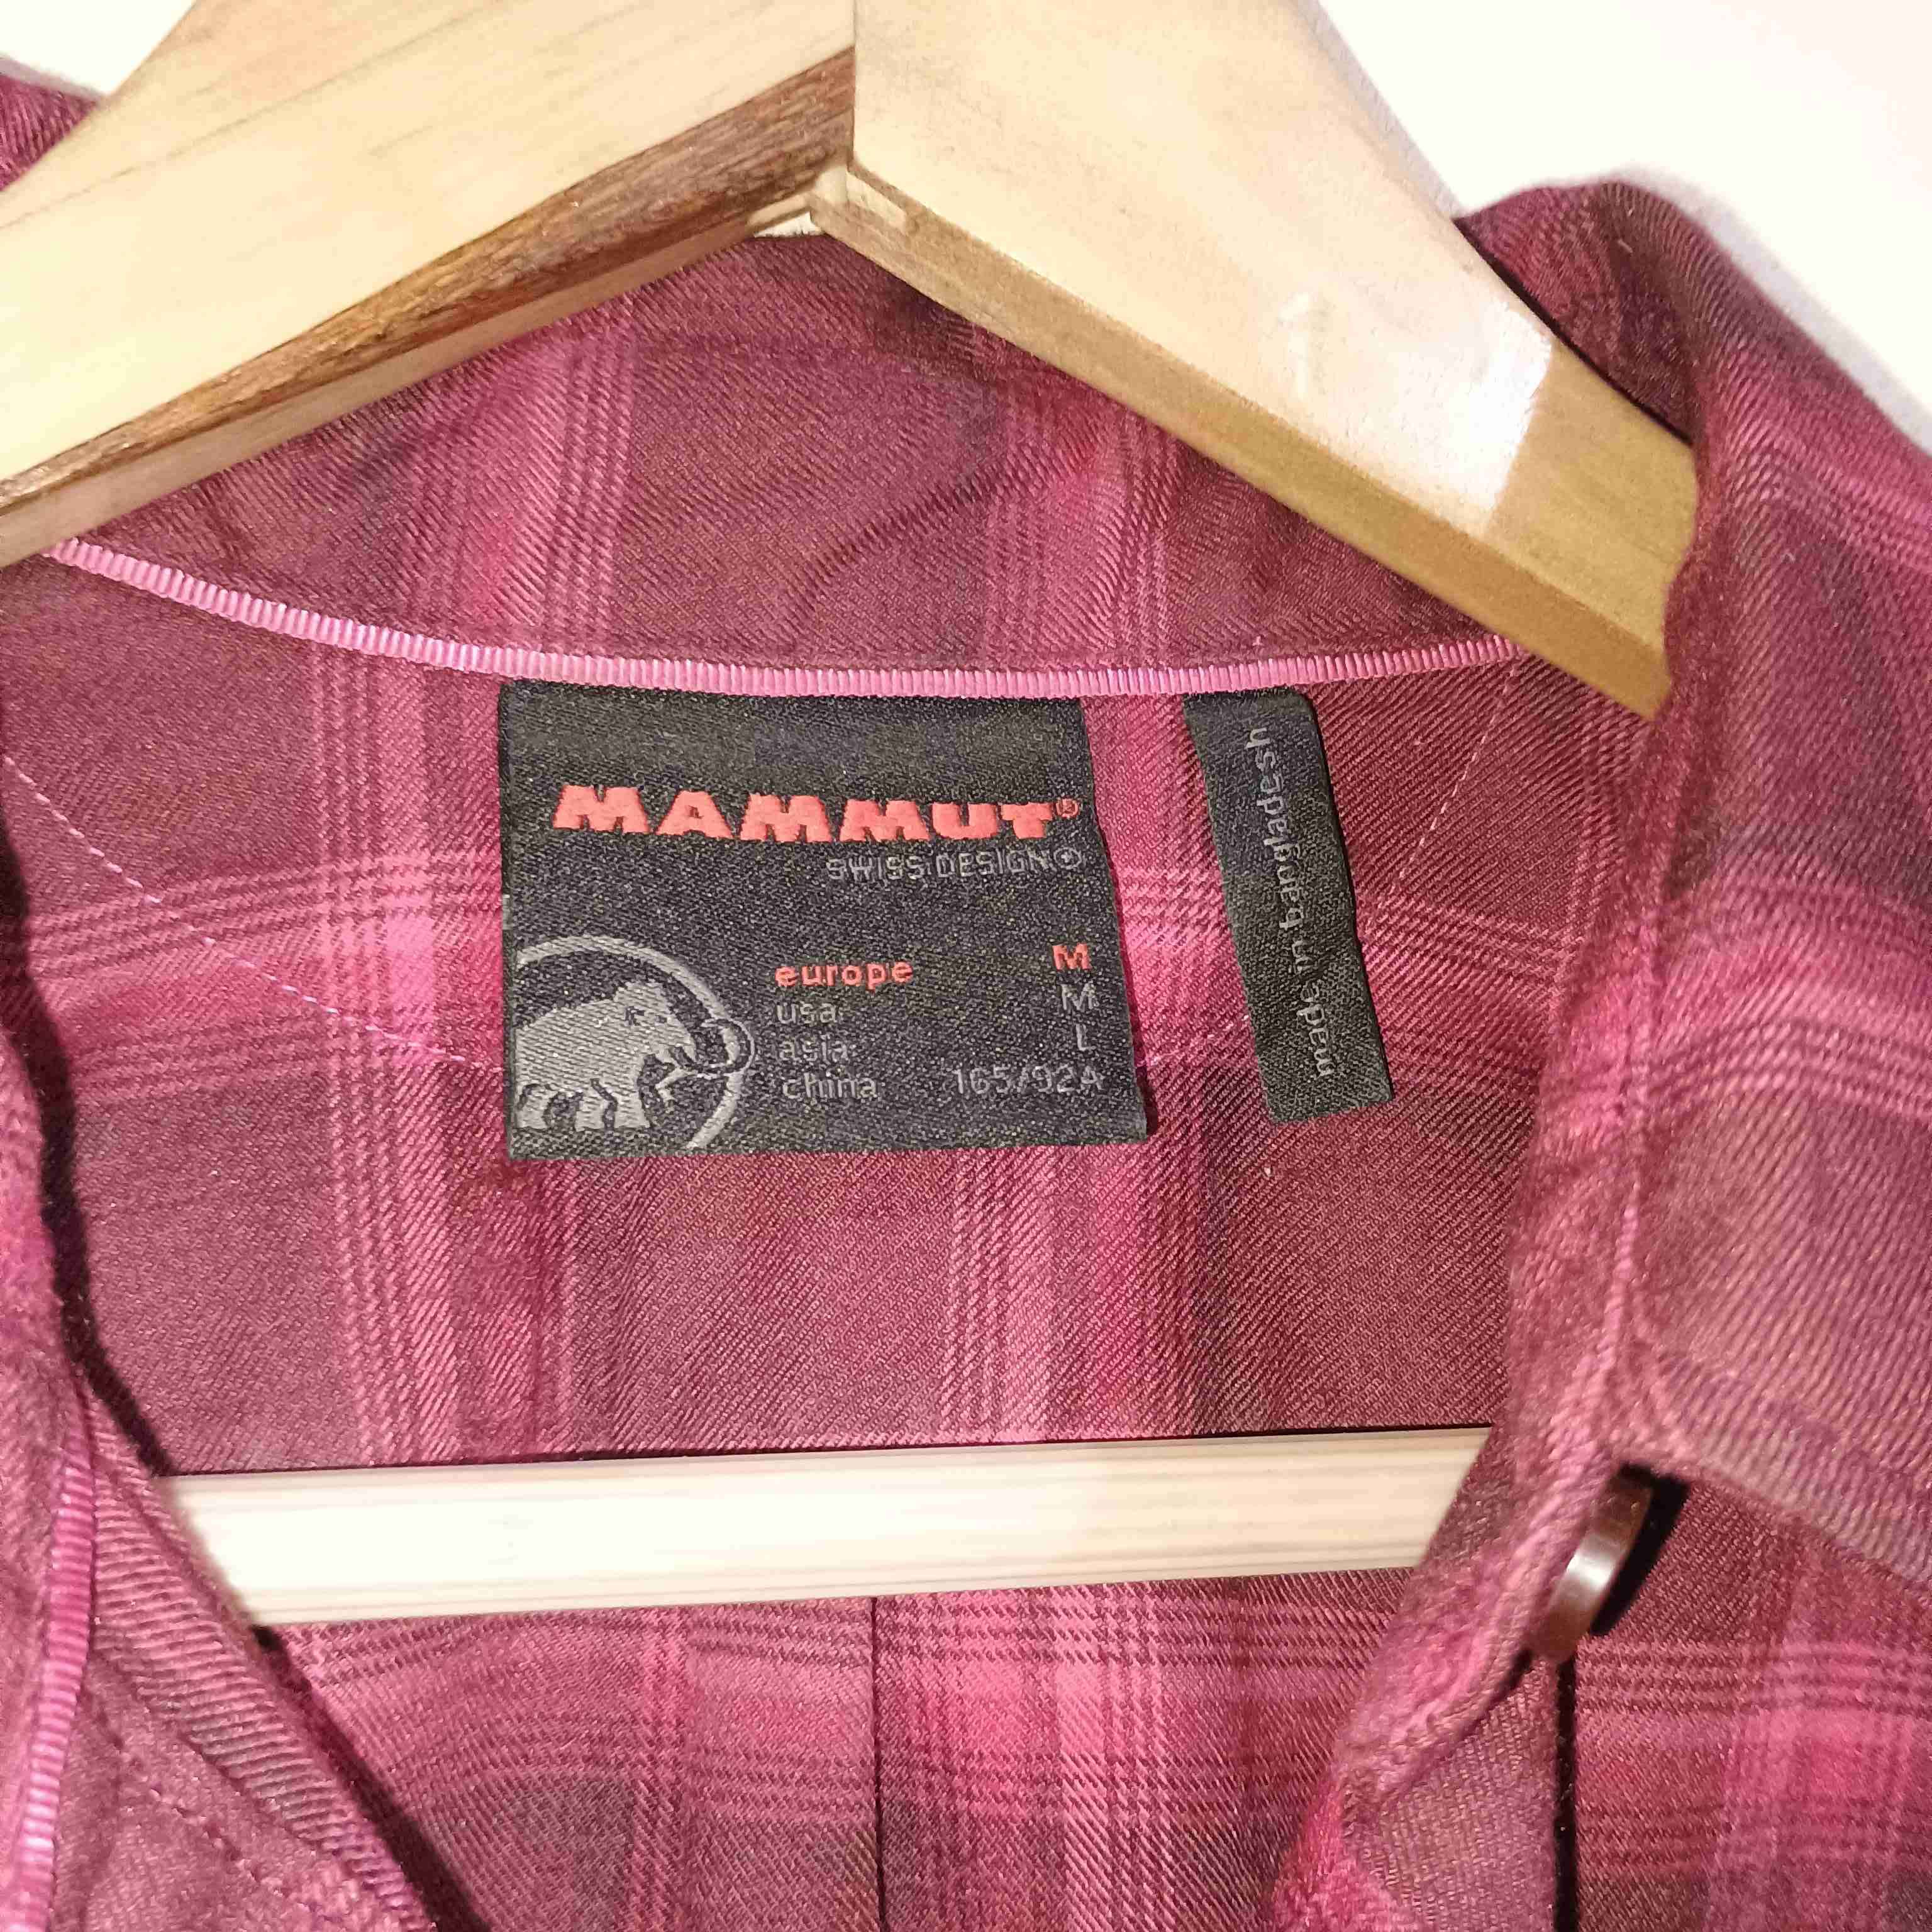 MAMMUT®
SWISS DESIGN
europe M
usa M
asia L
china 165/92A
made in bangladesh